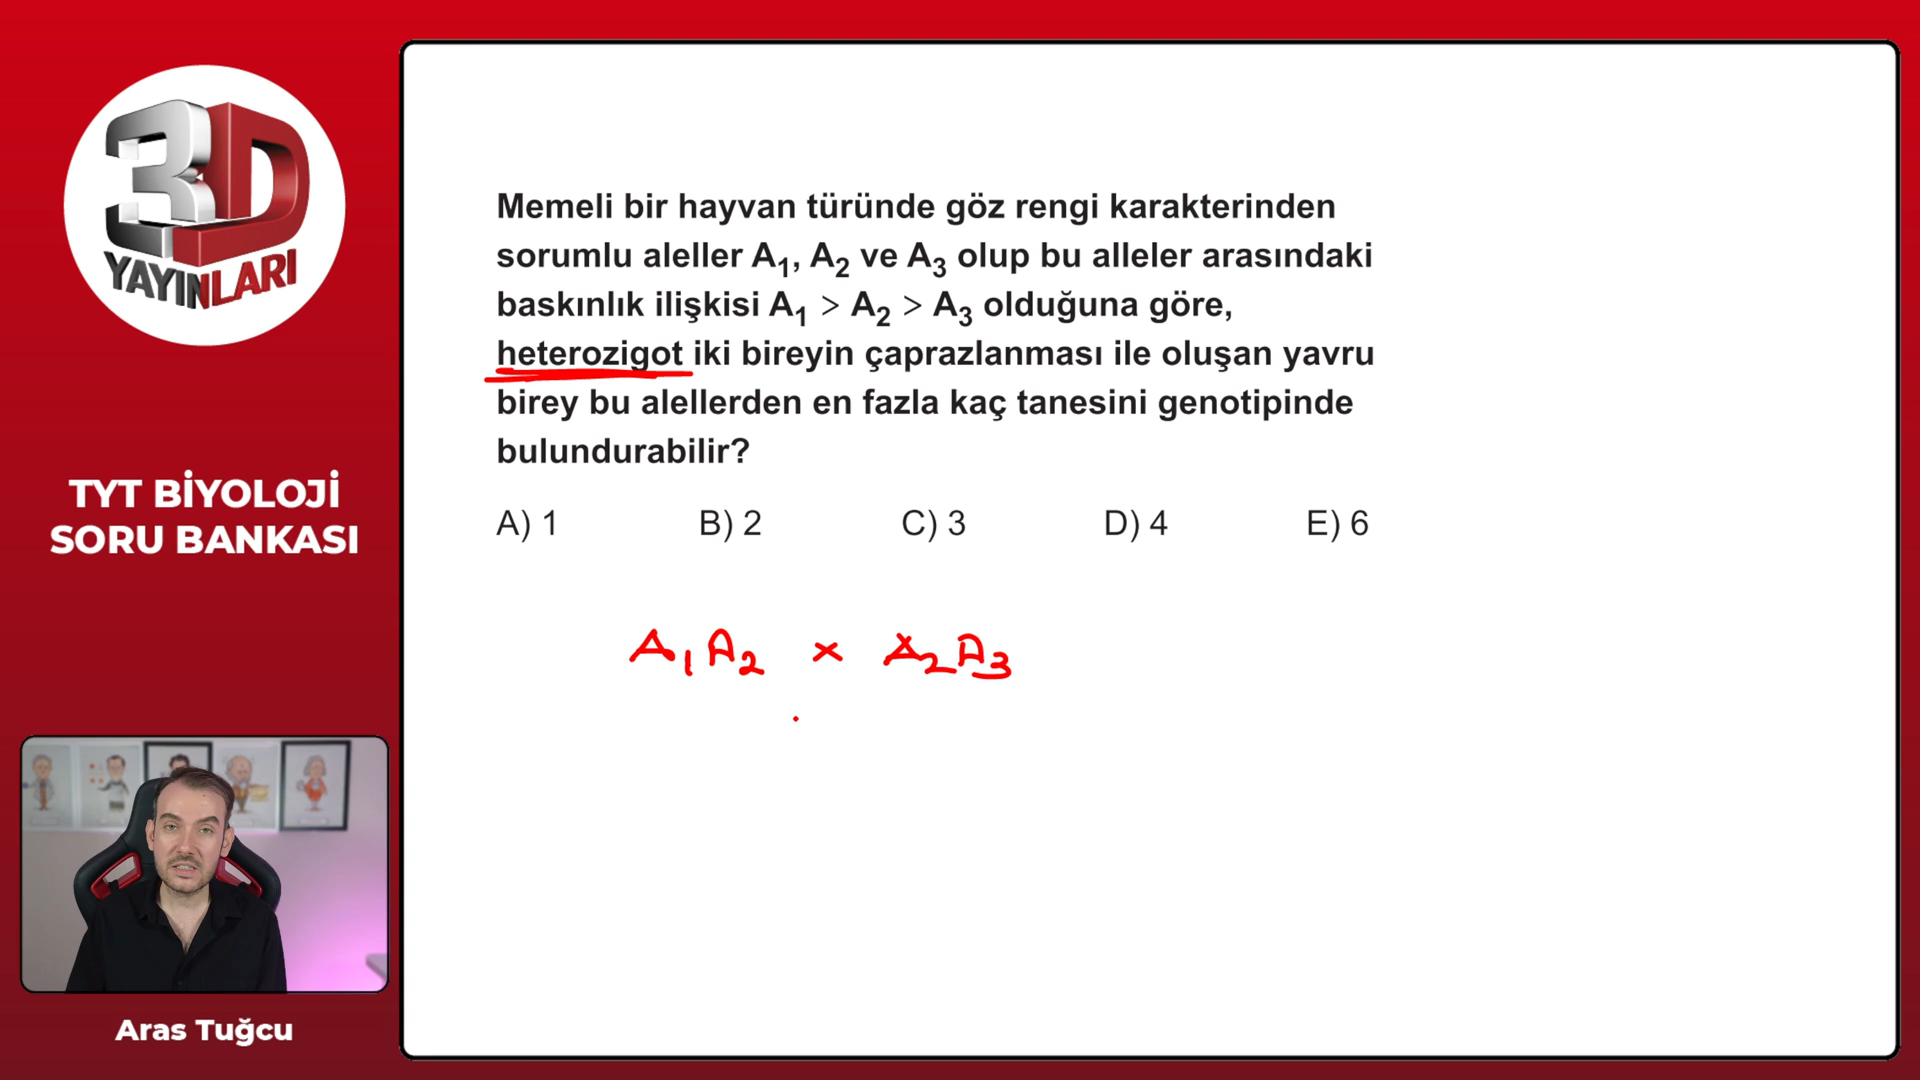 3D
YAYINLARI
TYT BİYOLOJİ
SORU BANKASI
Aras Tuğcu
Memeli bir hayvan türünde göz rengi karakterinden
sorumlu aleller A₁, A₂ ve A₃ olup bu alleler arasındaki
baskınlık ilişkisi A₁ > A₂ > A₃ olduğuna göre,
heterozigot iki bireyin çaprazlanması ile oluşan yavru
birey bu alellerden en fazla kaç tanesini genotipinde
bulundurabilir?
A) 1 B) 2 C) 3 D) 4 E) 6
A₁A₂ x A₂A₃